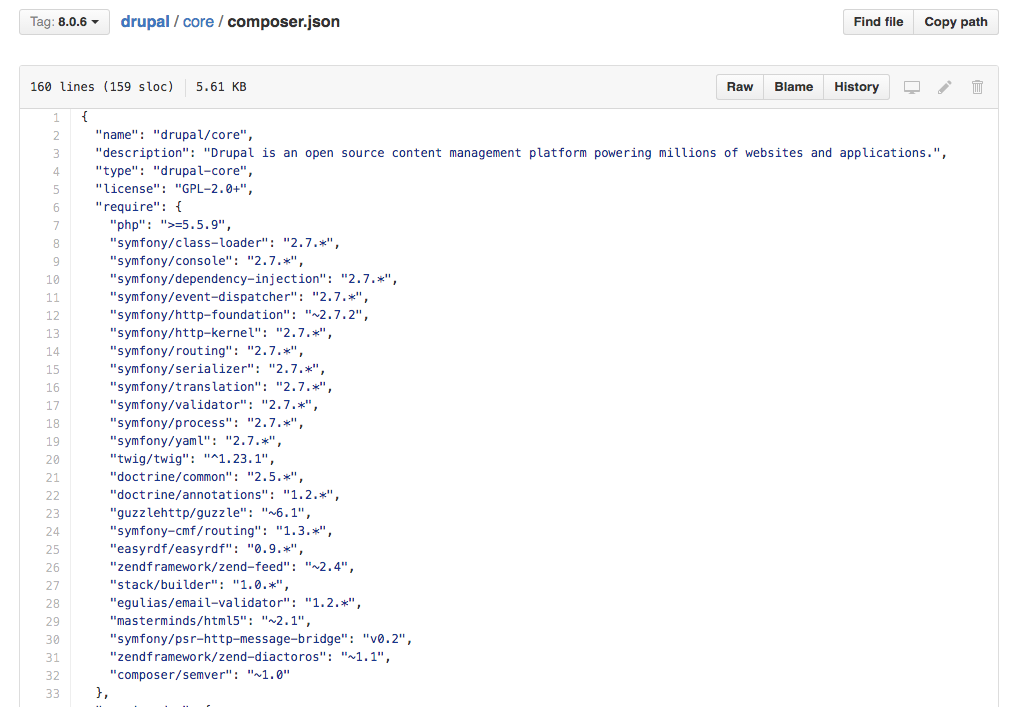 Tag: 8.0.6 drupal / core / composer.json Find file Copy path
160 lines (159 sloc) 5.61 KB Raw Blame History
1 {
2 "name": "drupal/core",
3 "description": "Drupal is an open source content management platform powering millions of websites and applications.",
4 "type": "drupal-core",
5 "license": "GPL-2.0+",
6 "require": {
7 "php": ">=5.5.9",
8 "symfony/class-loader": "2.7.*",
9 "symfony/console": "2.7.*",
10 "symfony/dependency-injection": "2.7.*",
11 "symfony/event-dispatcher": "2.7.*",
12 "symfony/http-foundation": "~2.7.2",
13 "symfony/http-kernel": "2.7.*",
14 "symfony/routing": "2.7.*",
15 "symfony/serializer": "2.7.*",
16 "symfony/translation": "2.7.*",
17 "symfony/validator": "2.7.*",
18 "symfony/process": "2.7.*",
19 "symfony/yaml": "2.7.*",
20 "twig/twig": "^1.23.1",
21 "doctrine/common": "2.5.*",
22 "doctrine/annotations": "1.2.*",
23 "guzzlehttp/guzzle": "~6.1",
24 "symfony-cmf/routing": "1.3.*",
25 "easyrdf/easyrdf": "0.9.*",
26 "zendframework/zend-feed": "~2.4",
27 "stack/builder": "1.0.*",
28 "egulias/email-validator": "1.2.*",
29 "masterminds/html5": "~2.1",
30 "symfony/psr-http-message-bridge": "v0.2",
31 "zendframework/zend-diactoros": "~1.1",
32 "composer/semver": "~1.0"
33 },